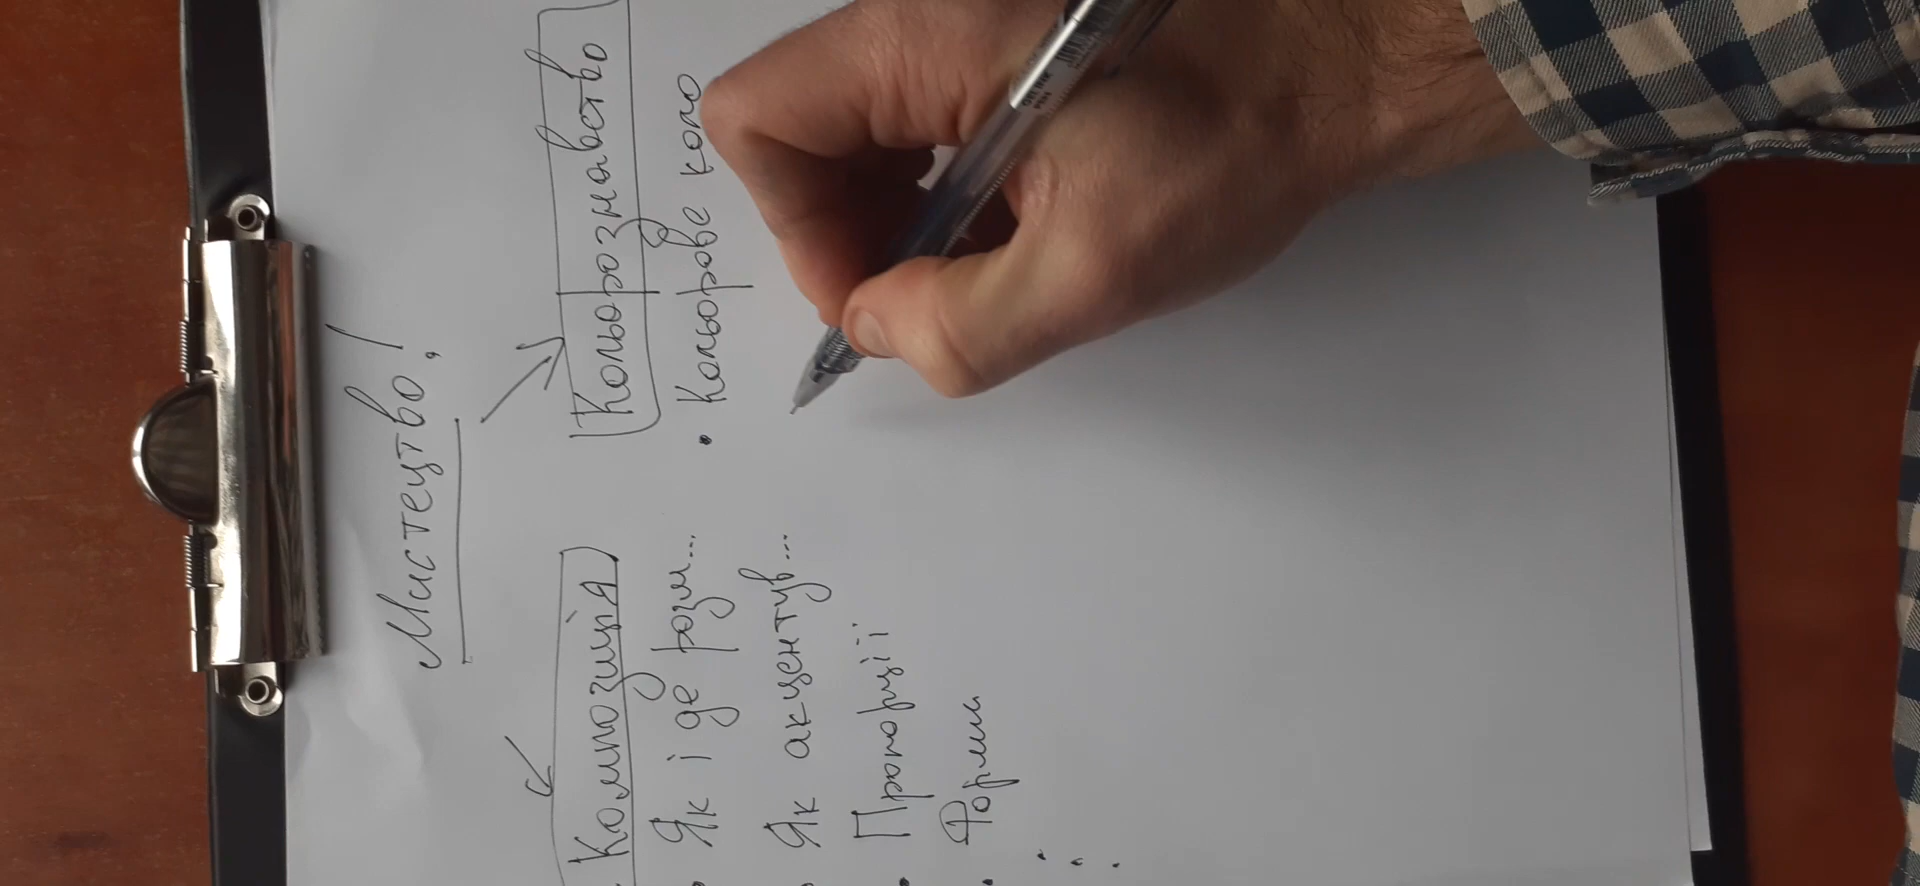 Мистецтво!
Композиція
• Як і де розм...
• Як акцентув...
• Пропорції
• Форми
Кольорознавство
• Кольорове коло